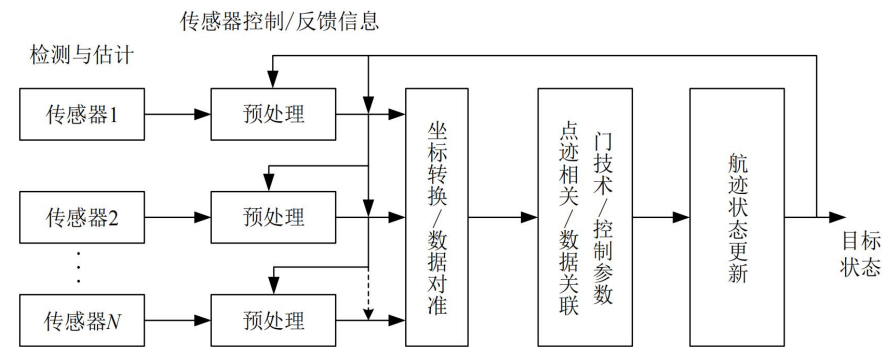 传感器控制/反馈信息
检测与估计
传感器1
预处理
传感器2
预处理
⋮
传感器N
预处理
坐标转换/数据对准
门技术/控制参数
点迹相关/数据关联
航迹状态更新
目标
状态